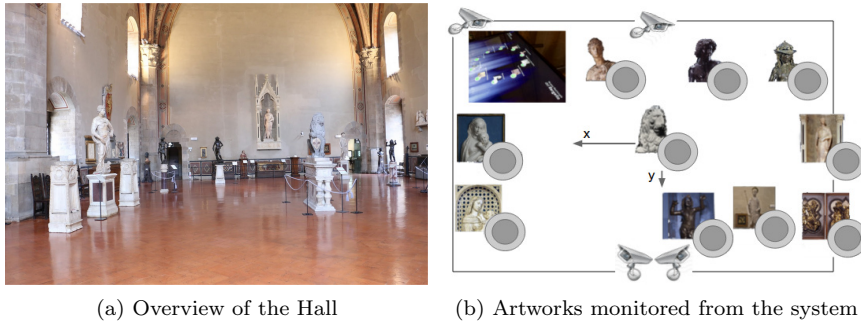 x
y
(a) Overview of the Hall
(b) Artworks monitored from the system